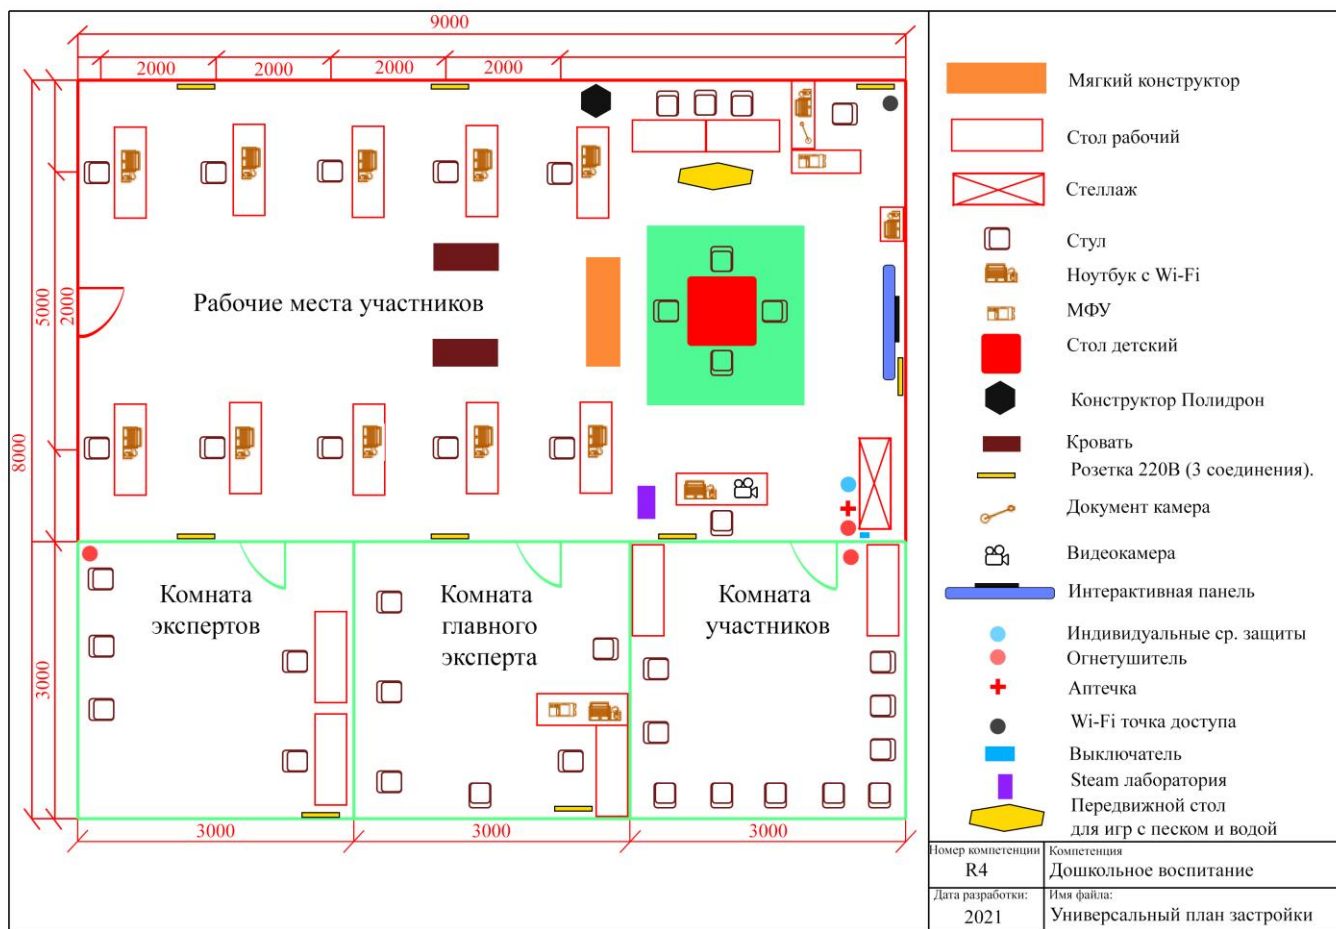 9000
2000
2000
2000
2000
8000
5000
2000
3000
Рабочие места участников
Комната
экспертов
Комната
главного
эксперта
Комната
участников
3000
3000
3000
Мягкий конструктор
Стол рабочий
Стеллаж
Стул
Ноутбук с Wi-Fi
МФУ
Стол детский
Конструктор Полидрон
Кровать
Розетка 220В (3 соединения).
Документ камера
Видеокамера
Интерактивная панель
Индивидуальные ср. защиты
Огнетушитель
Аптечка
Wi-Fi точка доступа
Выключатель
Steam лаборатория
Передвижной стол
для игр с песком и водой
Номер компетенции
R4
Компетенция
Дошкольное воспитание
Дата разработки:
2021
Имя файла:
Универсальный план застройки